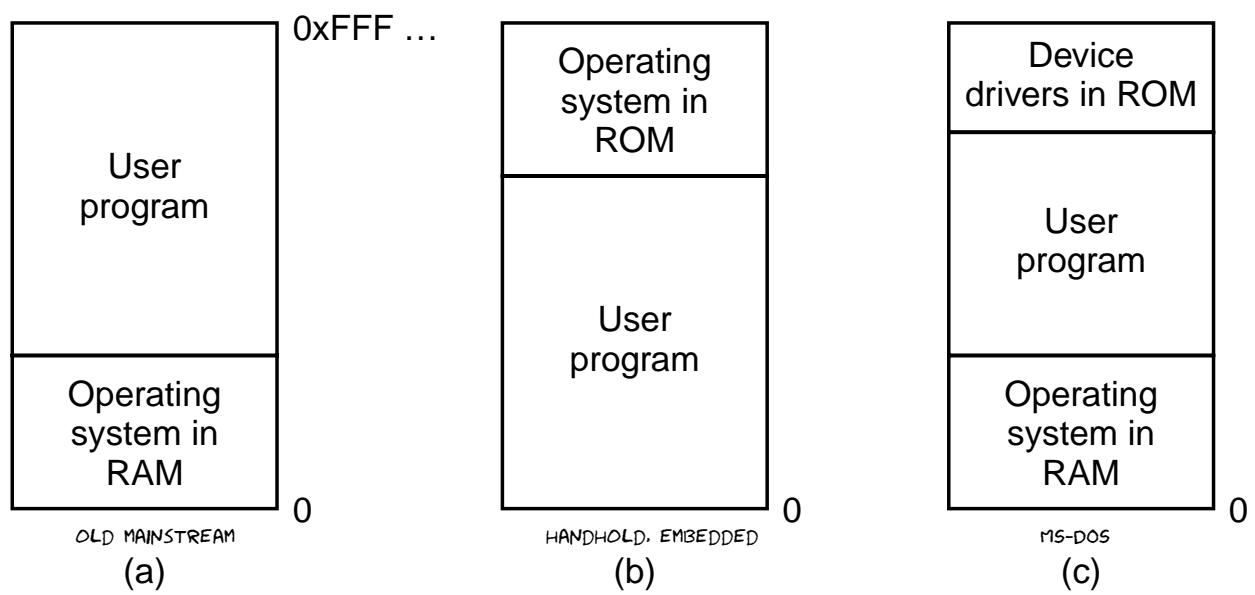 0xFFF …
User
program
Operating
system in
RAM
0
OLD MAINSTREAM
(a)
Operating
system in
ROM
User
program
0
HANDHOLD, EMBEDDED
(b)
Device
drivers in ROM
User
program
Operating
system in
RAM
0
MS-DOS
(c)